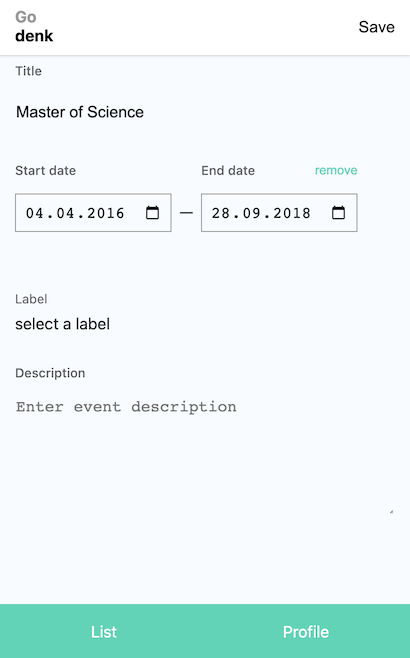 Go
denk
Save
Title
Master of Science
Start date
End date
remove
04.04.2016 — 28.09.2018
Label
select a label
Description
Enter event description
List
Profile